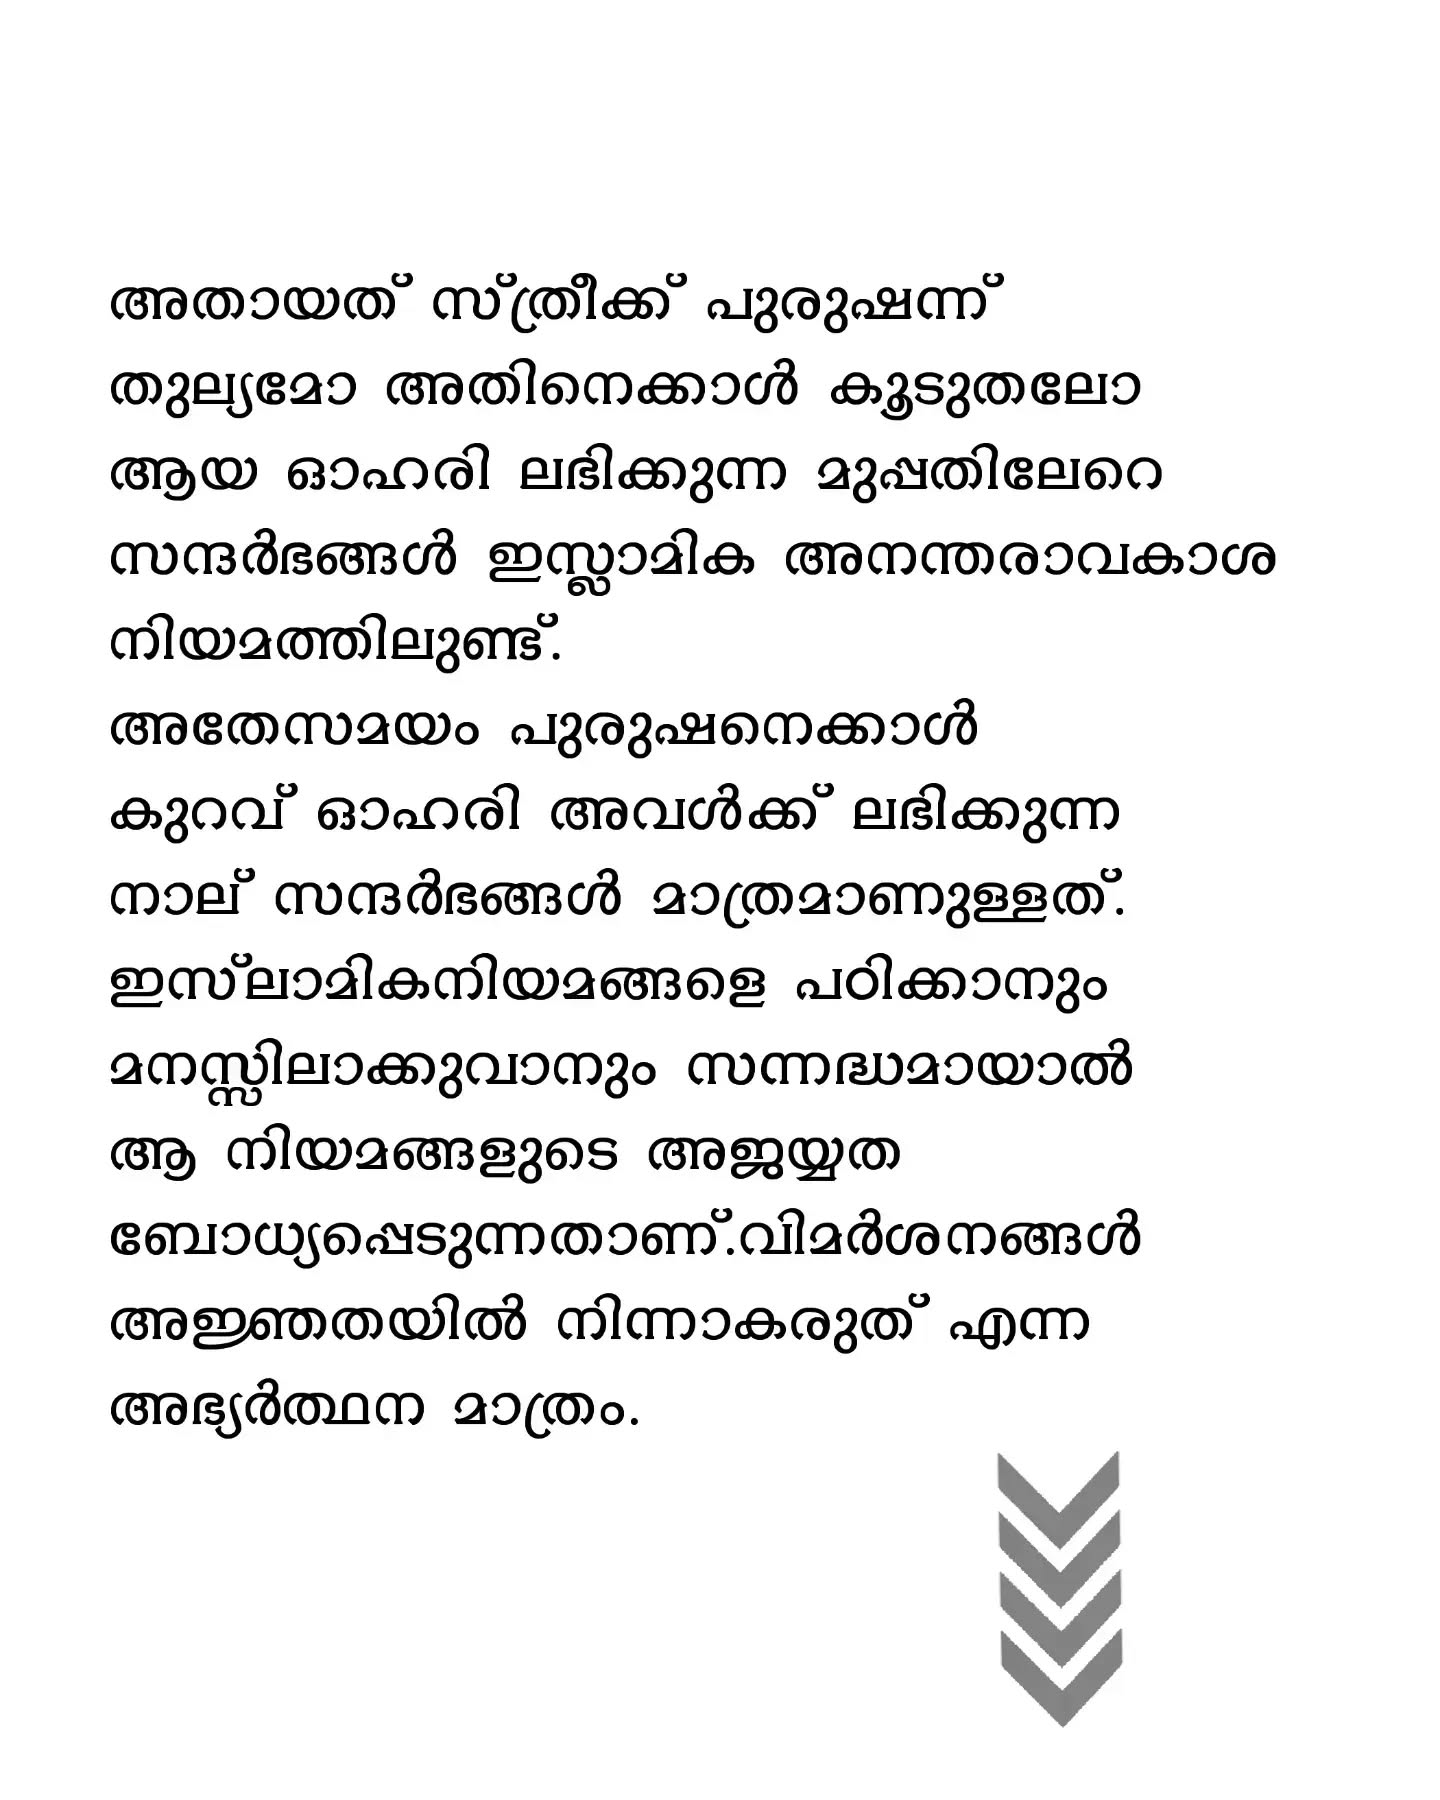 അതായത് സ്ത്രീക്ക് പുരുഷന്ന്
തുല്യമോ അതിനെക്കാൾ കൂടുതലോ
ആയ ഓഹരി ലഭിക്കുന്ന മുപ്പതിലേറെ
സന്ദർഭങ്ങൾ ഇസ്ലാമിക അനന്തരാവകാശ
നിയമത്തിലുണ്ട്.
അതേസമയം പുരുഷനെക്കാൾ
കുറവ് ഓഹരി അവൾക്ക് ലഭിക്കുന്ന
നാല് സന്ദർഭങ്ങൾ മാത്രമാണുള്ളത്.
ഇസ്‌ലാമികനിയമങ്ങളെ പഠിക്കാനും
മനസ്സിലാക്കുവാനും സന്നദ്ധമായാൽ
ആ നിയമങ്ങളുടെ അജയ്യത
ബോധ്യപ്പെടുന്നതാണ്.വിമർശനങ്ങൾ
അജ്ഞതയിൽ നിന്നാകരുത് എന്ന
അഭ്യർത്ഥന മാത്രം.